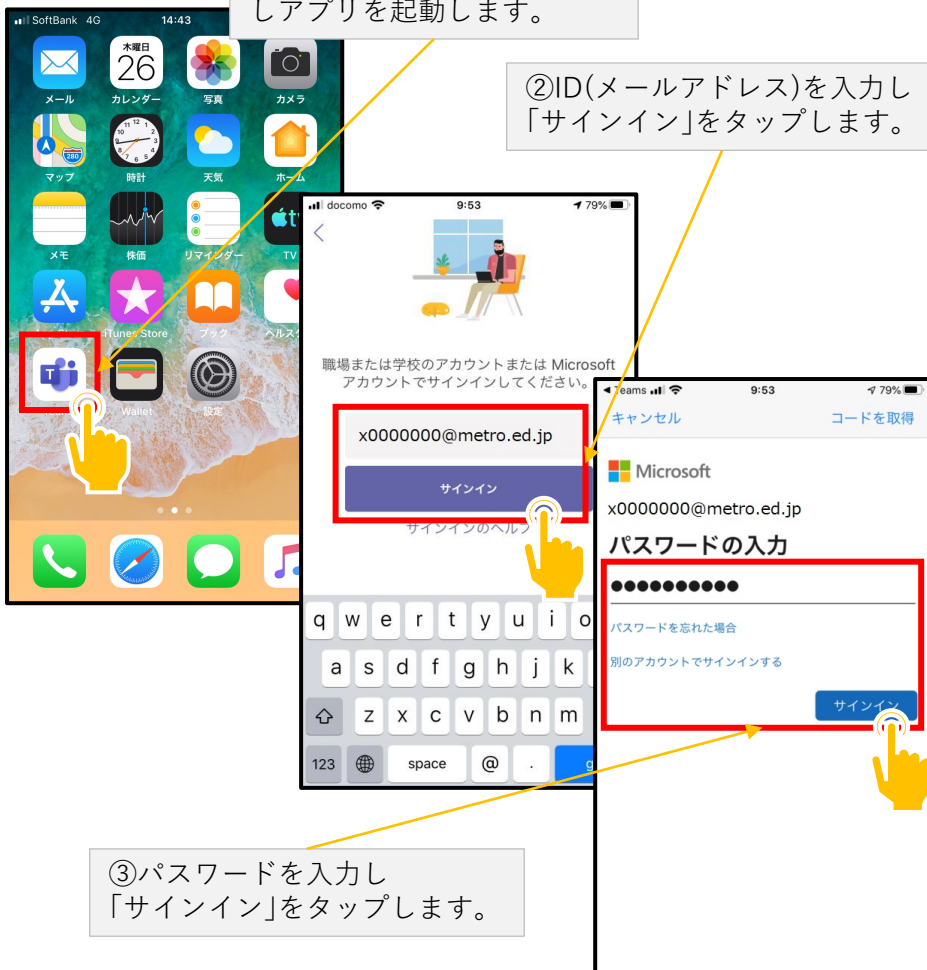 しアプリを起動します。
SoftBank 4G 14:43
木曜日
26
メール カレンダー 写真 カメラ
280
マップ 時計 天気 ホーム
メモ 株価 リマインダー TV
iTunes Store ブック
T
Wallet 設定
②ID(メールアドレス)を入力し
「サインイン」をタップします。
docomo 9:53 79%
職場または学校のアカウントまたは Microsoft
アカウントでサインインしてください。
x0000000@metro.ed.jp
サインイン
サインインのヘルプ
q w e r t y u i o
a s d f g h j k
z x c v b n m
123 space @ .
Teams 9:53 79%
キャンセル コードを取得
Microsoft
x0000000@metro.ed.jp
パスワードの入力
●●●●●●●●●●
パスワードを忘れた場合
別のアカウントでサインインする
サインイン
③パスワードを入力し
「サインイン」をタップします。